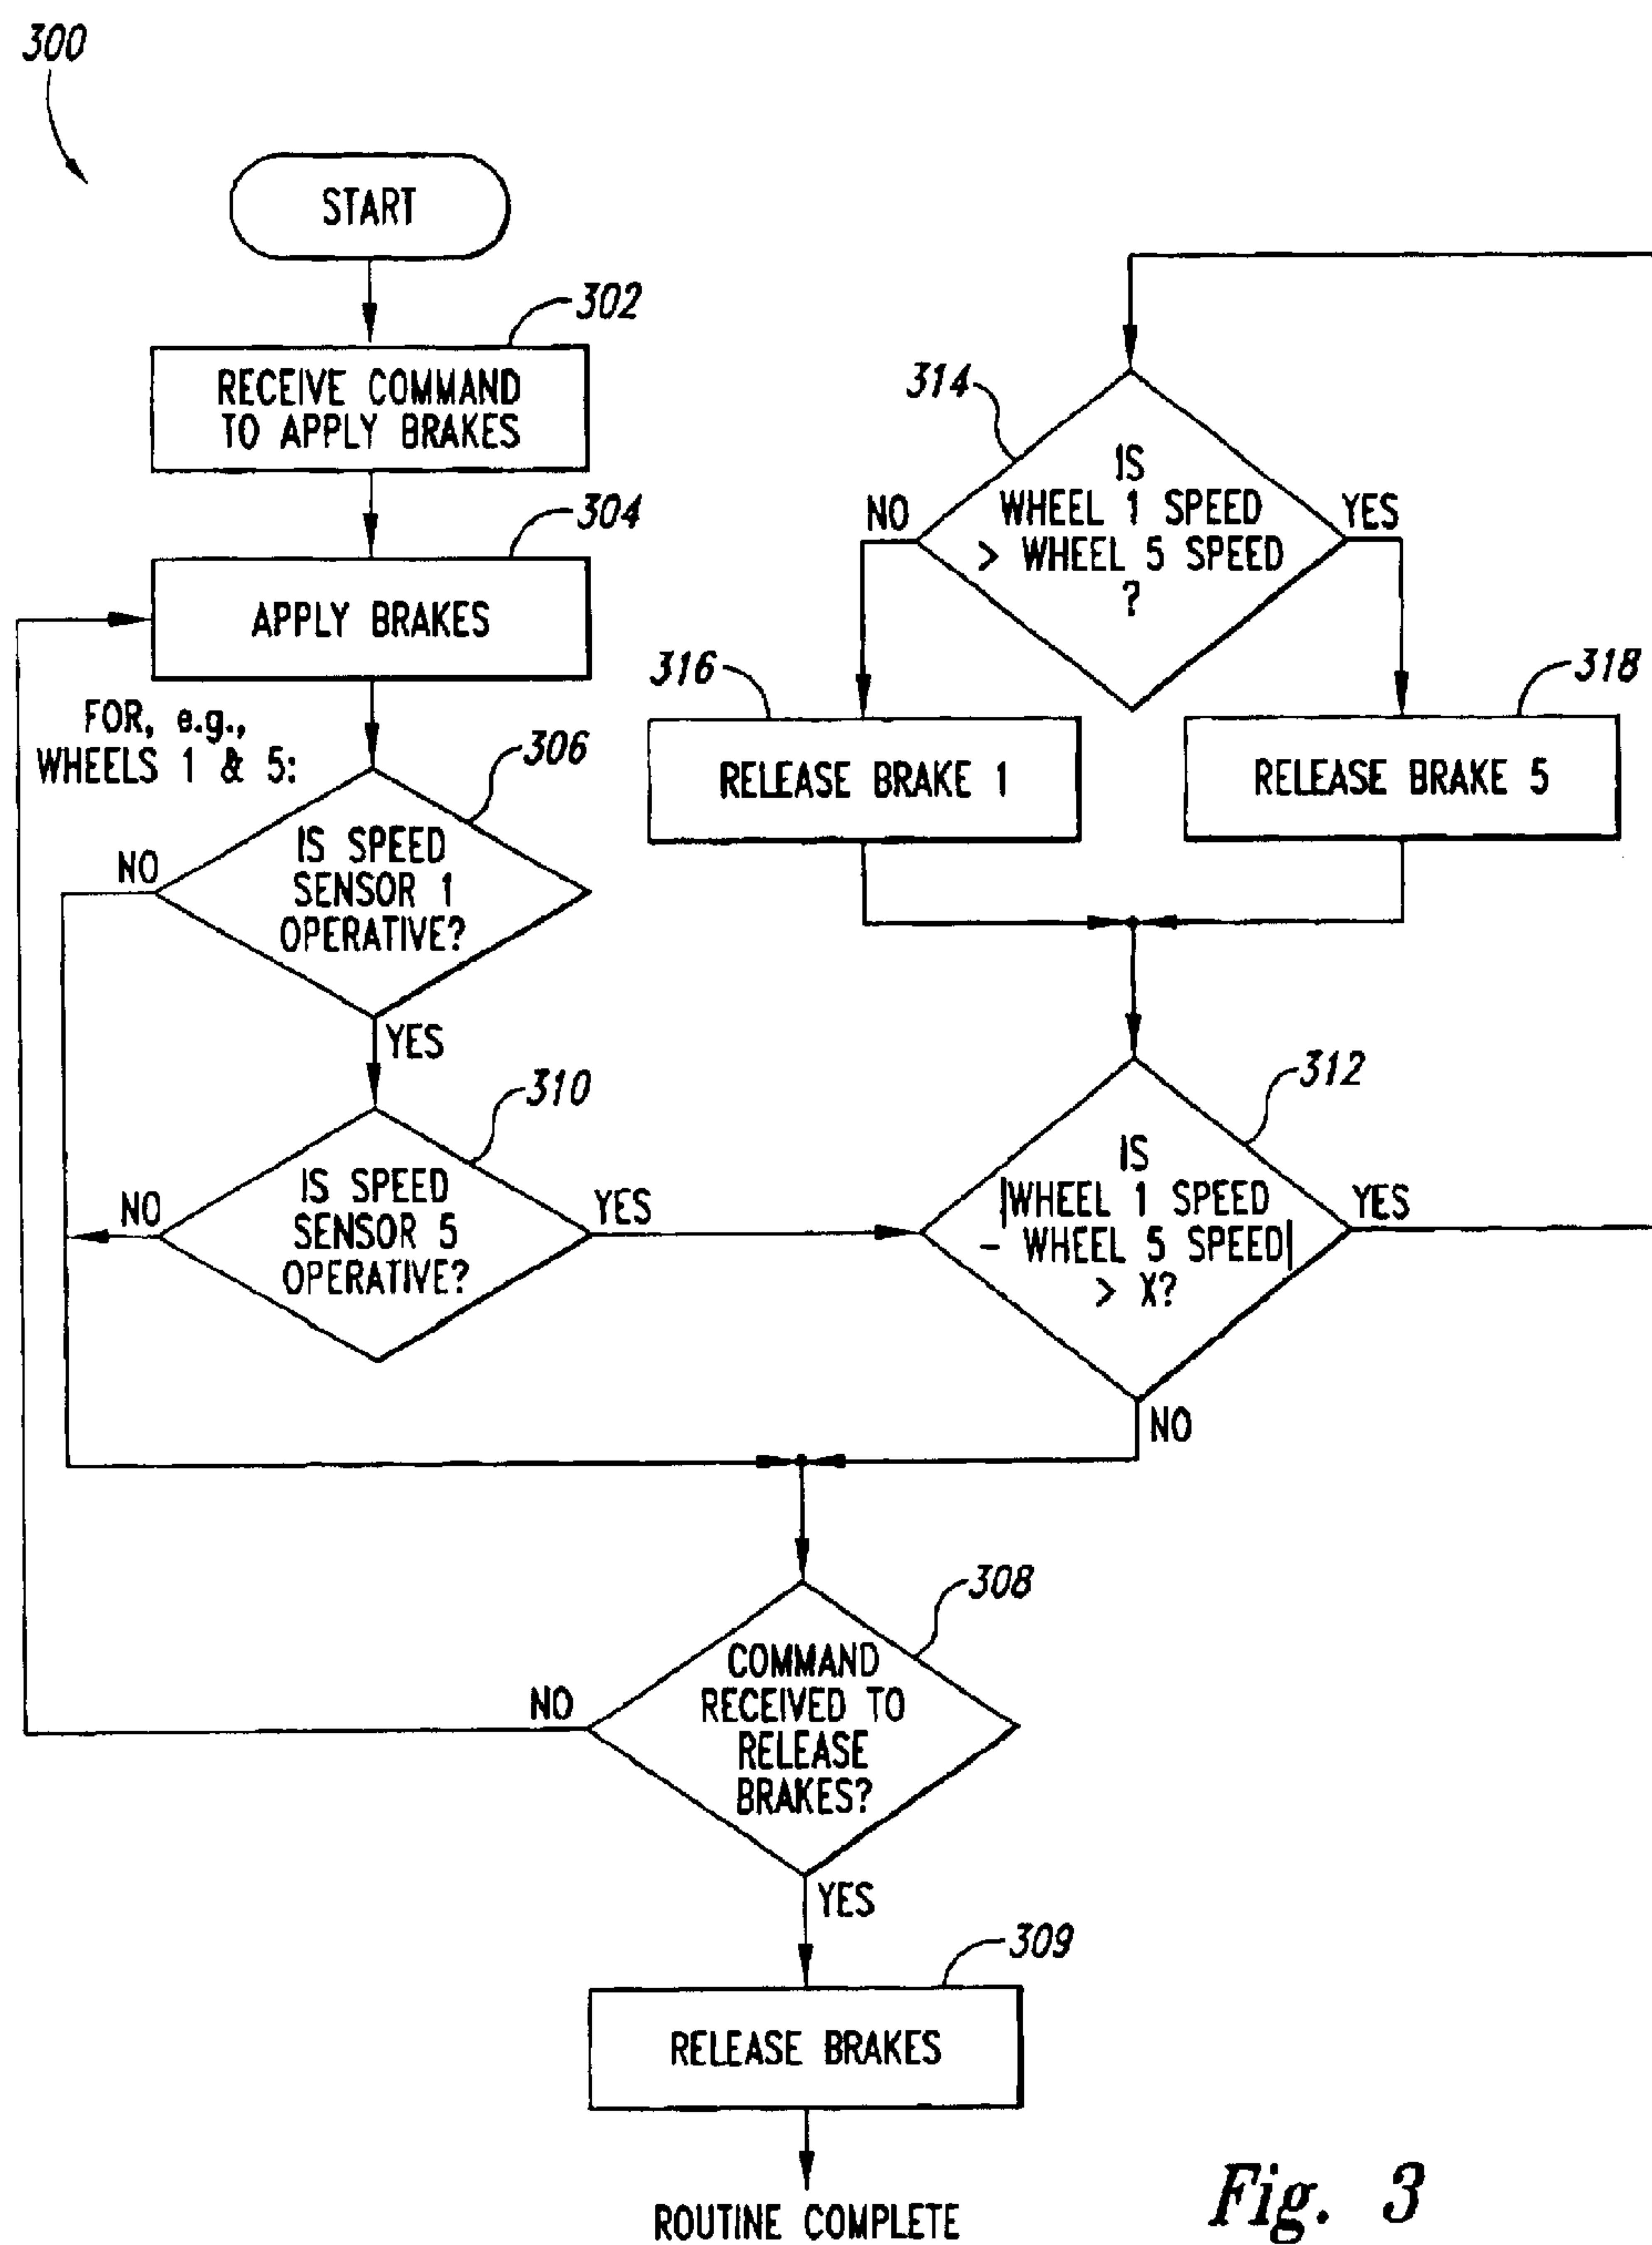 300
START
302
RECEIVE COMMAND
TO APPLY BRAKES
304
APPLY BRAKES
FOR, e.g.,
WHEELS 1 & 5:
306
IS SPEED
SENSOR 1
OPERATIVE?
NO
YES
310
IS SPEED
SENSOR 5
OPERATIVE?
NO
YES
314
IS
WHEEL 1 SPEED
> WHEEL 5 SPEED
?
NO
YES
316
RELEASE BRAKE 1
318
RELEASE BRAKE 5
312
IS
|WHEEL 1 SPEED
- WHEEL 5 SPEED|
> X?
YES
NO
308
COMMAND
RECEIVED TO
RELEASE
BRAKES?
NO
YES
309
RELEASE BRAKES
ROUTINE COMPLETE
Fig. 3